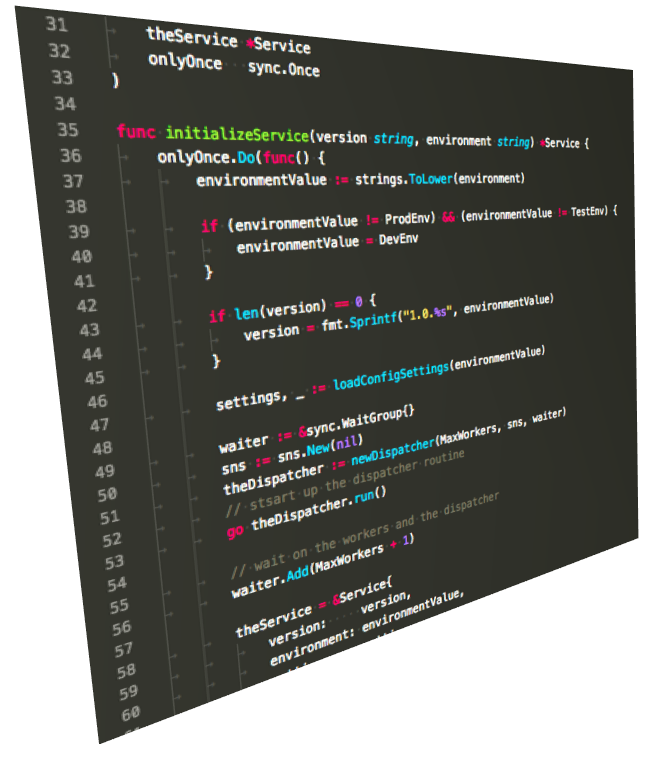 31 theService *Service
32 onlyOnce sync.Once
33 )
34
35 func initializeService(version string, environment string) *Service {
36 onlyOnce.Do(func() {
37 environmentValue := strings.ToLower(environment)
38
39 if (environmentValue != ProdEnv) && (environmentValue != TestEnv) {
40 environmentValue = DevEnv
41 }
42
43 if len(version) == 0 {
44 version = fmt.Sprintf("1.0.%s", environmentValue)
45 }
46
47 settings, _ := loadConfigSettings(environmentValue)
48
49 waiter := &sync.WaitGroup{}
50 sns := sns.New(nil)
51 theDispatcher := newDispatcher(MaxWorkers, sns, waiter)
52 // stsart up the dispatcher routine
53 go theDispatcher.run()
54
55 // wait on the workers and the dispatcher
56 waiter.Add(MaxWorkers + 1)
57
58 theService = &Service{
59 version: version,
60 environment: environmentValue,